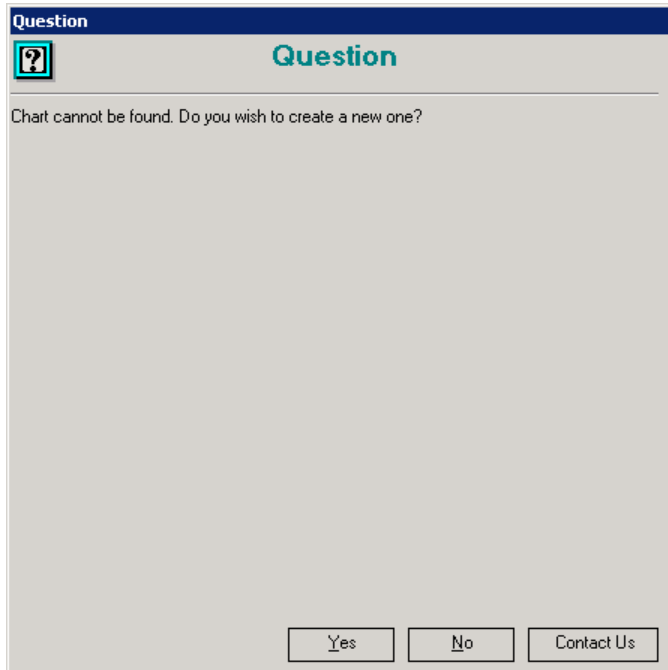 Question
?
Question
Chart cannot be found. Do you wish to create a new one?
Yes
No
Contact Us